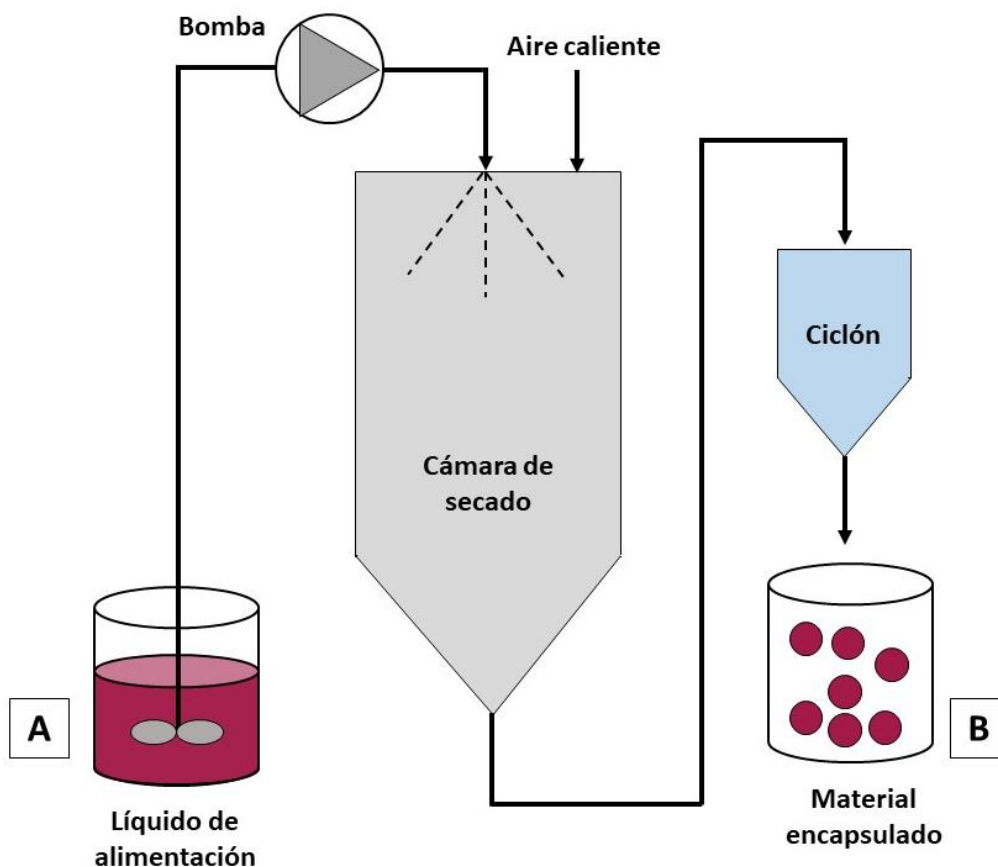 Bomba
Aire caliente
Ciclón
Cámara de
secado
A
B
Líquido de
alimentación
Material
encapsulado